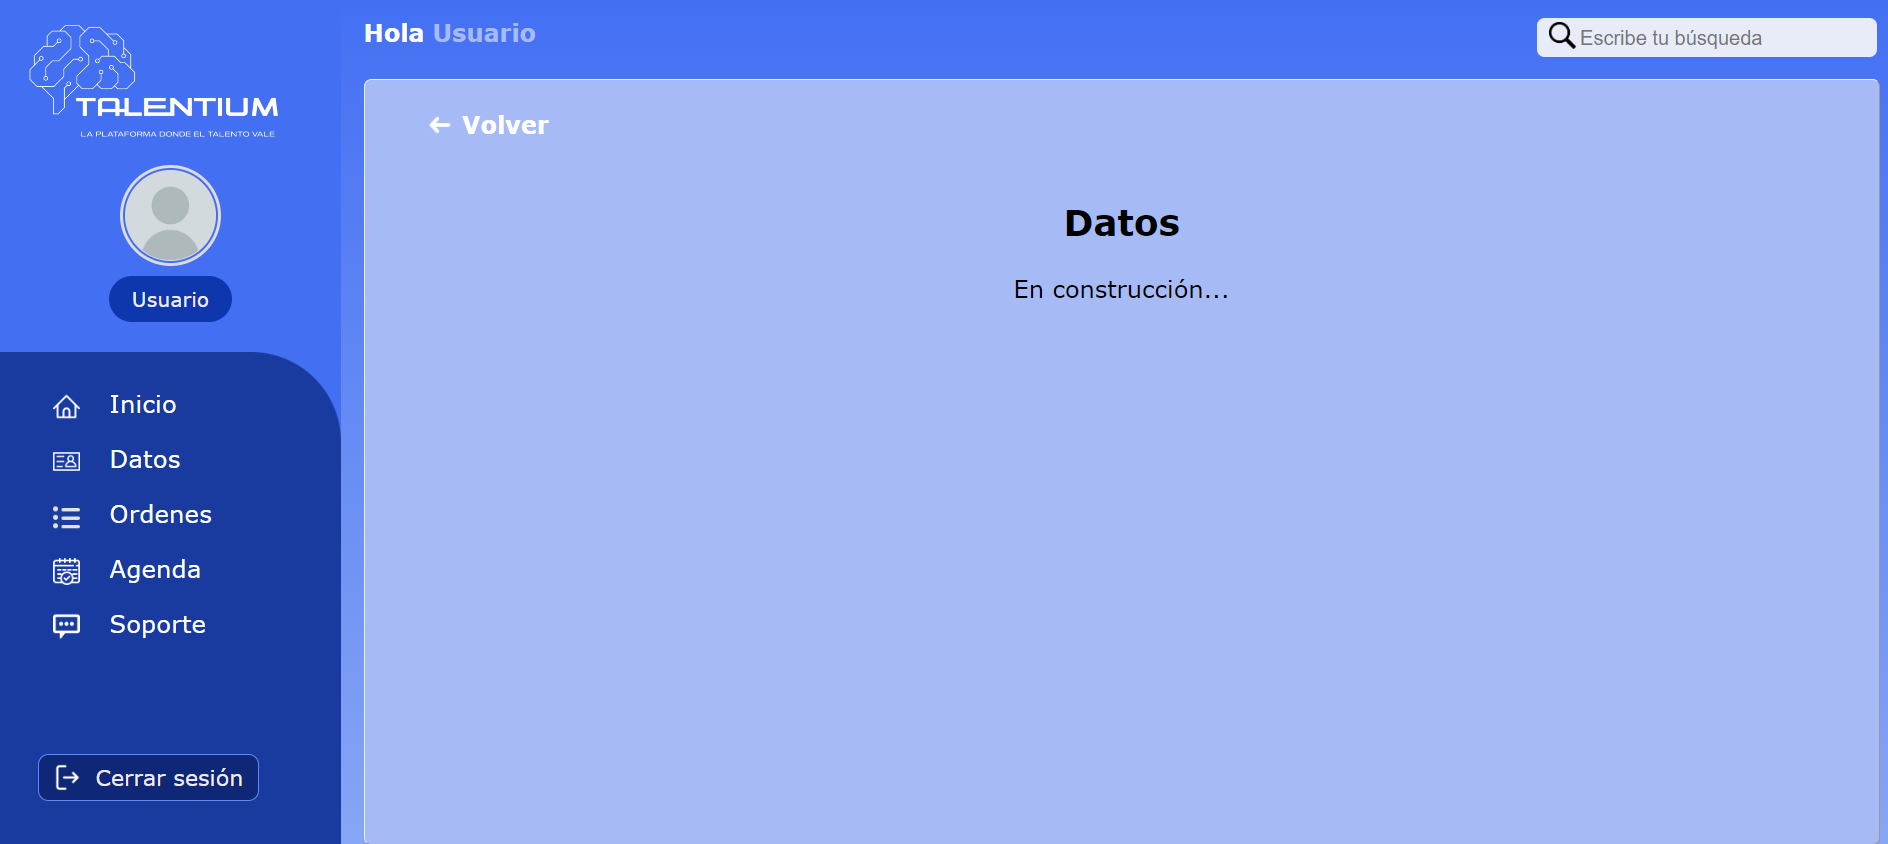 TALENTIUM
LA PLATAFORMA DONDE EL TALENTO VALE
Usuario
Inicio
Datos
Ordenes
Agenda
Soporte
Cerrar sesión
Hola Usuario
Escribe tu búsqueda
Volver
Datos
En construcción...